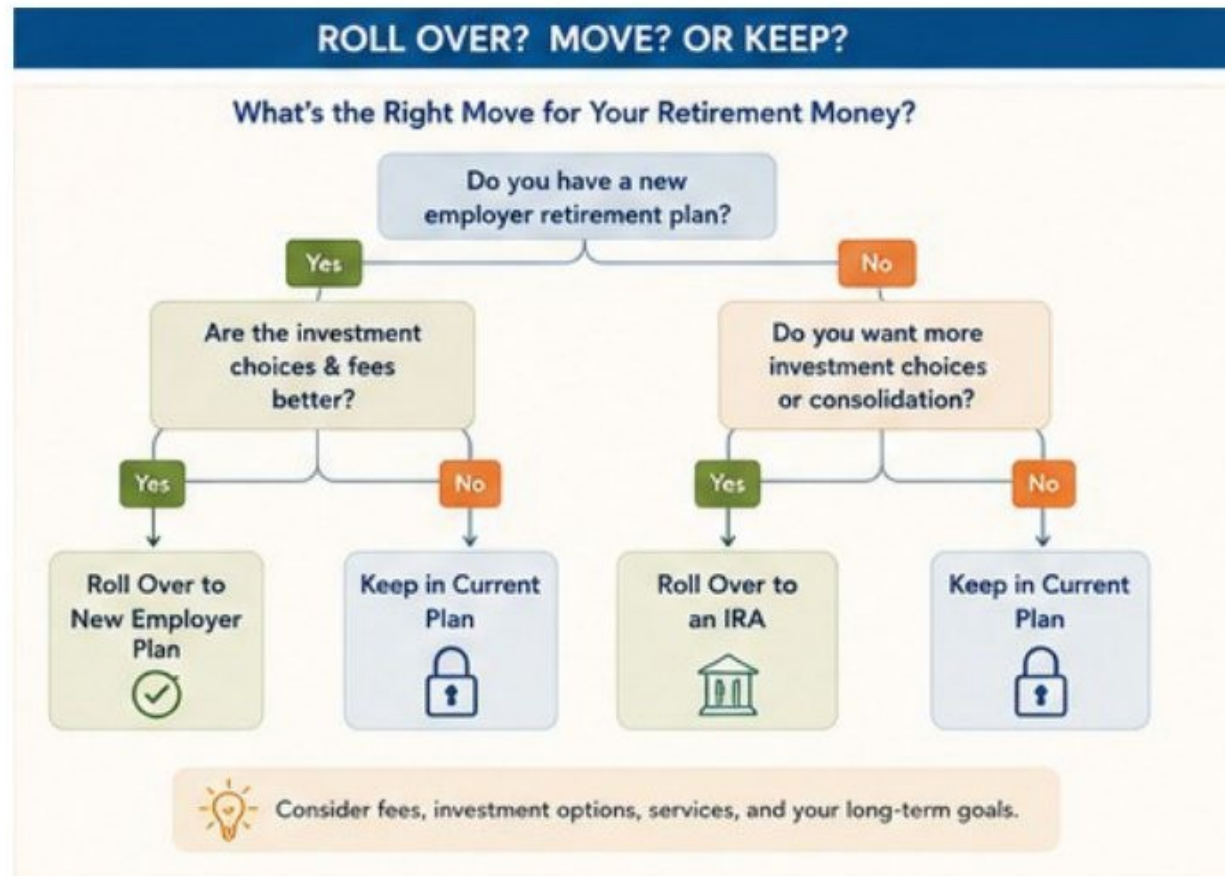 ROLL OVER? MOVE? OR KEEP?
What's the Right Move for Your Retirement Money?
Do you have a new
employer retirement plan?
Yes
No
Are the investment
choices & fees
better?
Do you want more
investment choices
or consolidation?
Yes
No
Yes
No
Roll Over to
New Employer
Plan
Keep in Current
Plan
Roll Over to
an IRA
Keep in Current
Plan
Consider fees, investment options, services, and your long-term goals.